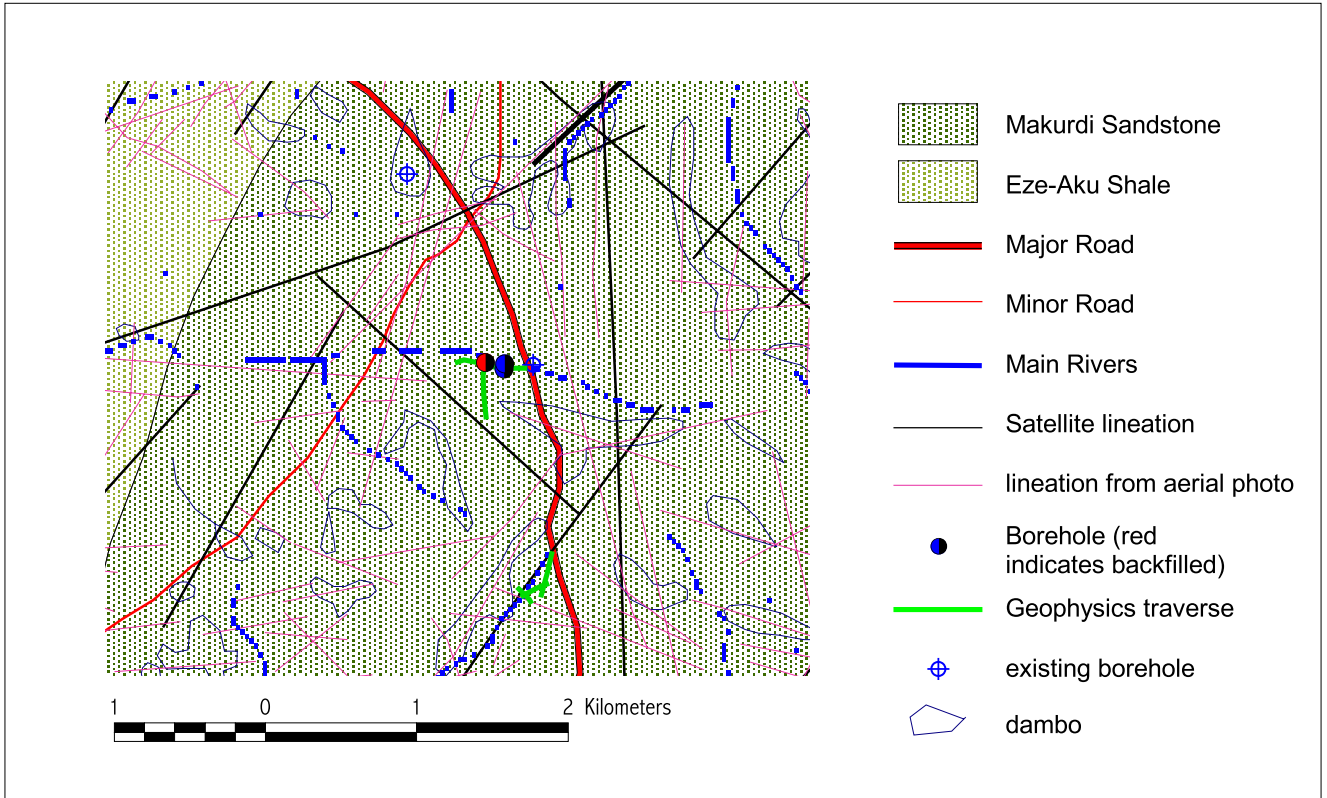 Makurdi Sandstone
Eze-Aku Shale
Major Road
Minor Road
Main Rivers
Satellite lineation
lineation from aerial photo
Borehole (red
indicates backfilled)
Geophysics traverse
existing borehole
dambo
1 0 1 2 Kilometers